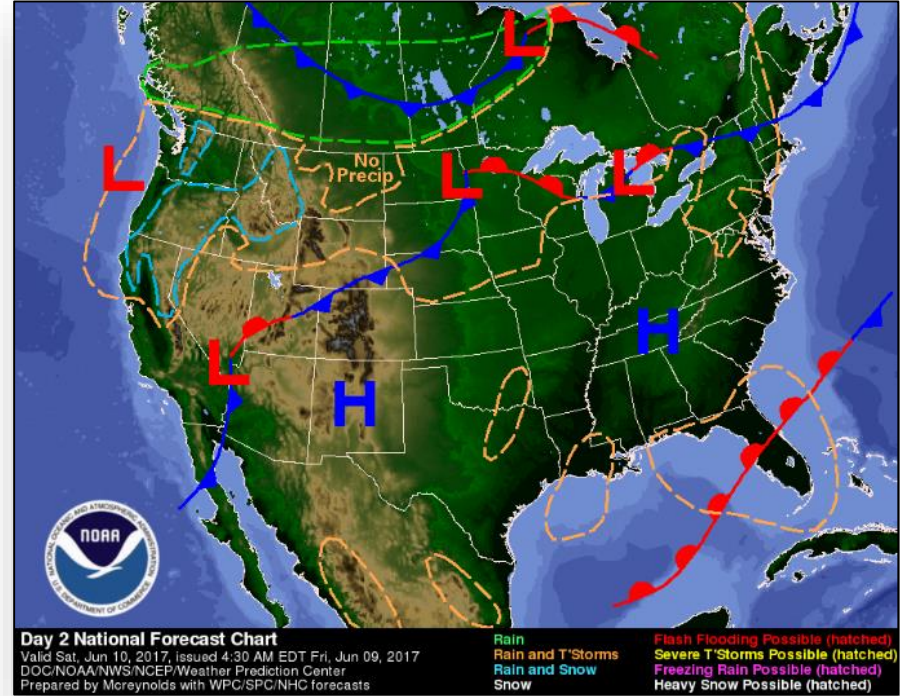 L
L
No
Precip
L
L
H
L
H
NOAA
NATIONAL OCEANIC AND ATMOSPHERIC ADMINISTRATION
U.S. DEPARTMENT OF COMMERCE
Day 2 National Forecast Chart
Valid Sat, Jun 10, 2017, issued 4:30 AM EDT Fri, Jun 09, 2017
DOC/NOAA/NWS/NCEP/Weather Prediction Center
Prepared by Mcreynolds with WPC/SPC/NHC forecasts
Rain
Rain and T'Storms
Rain and Snow
Snow
Flash Flooding Possible (hatched)
Severe T'Storms Possible (hatched)
Freezing Rain Possible (hatched)
Heavy Snow Possible (hatched)